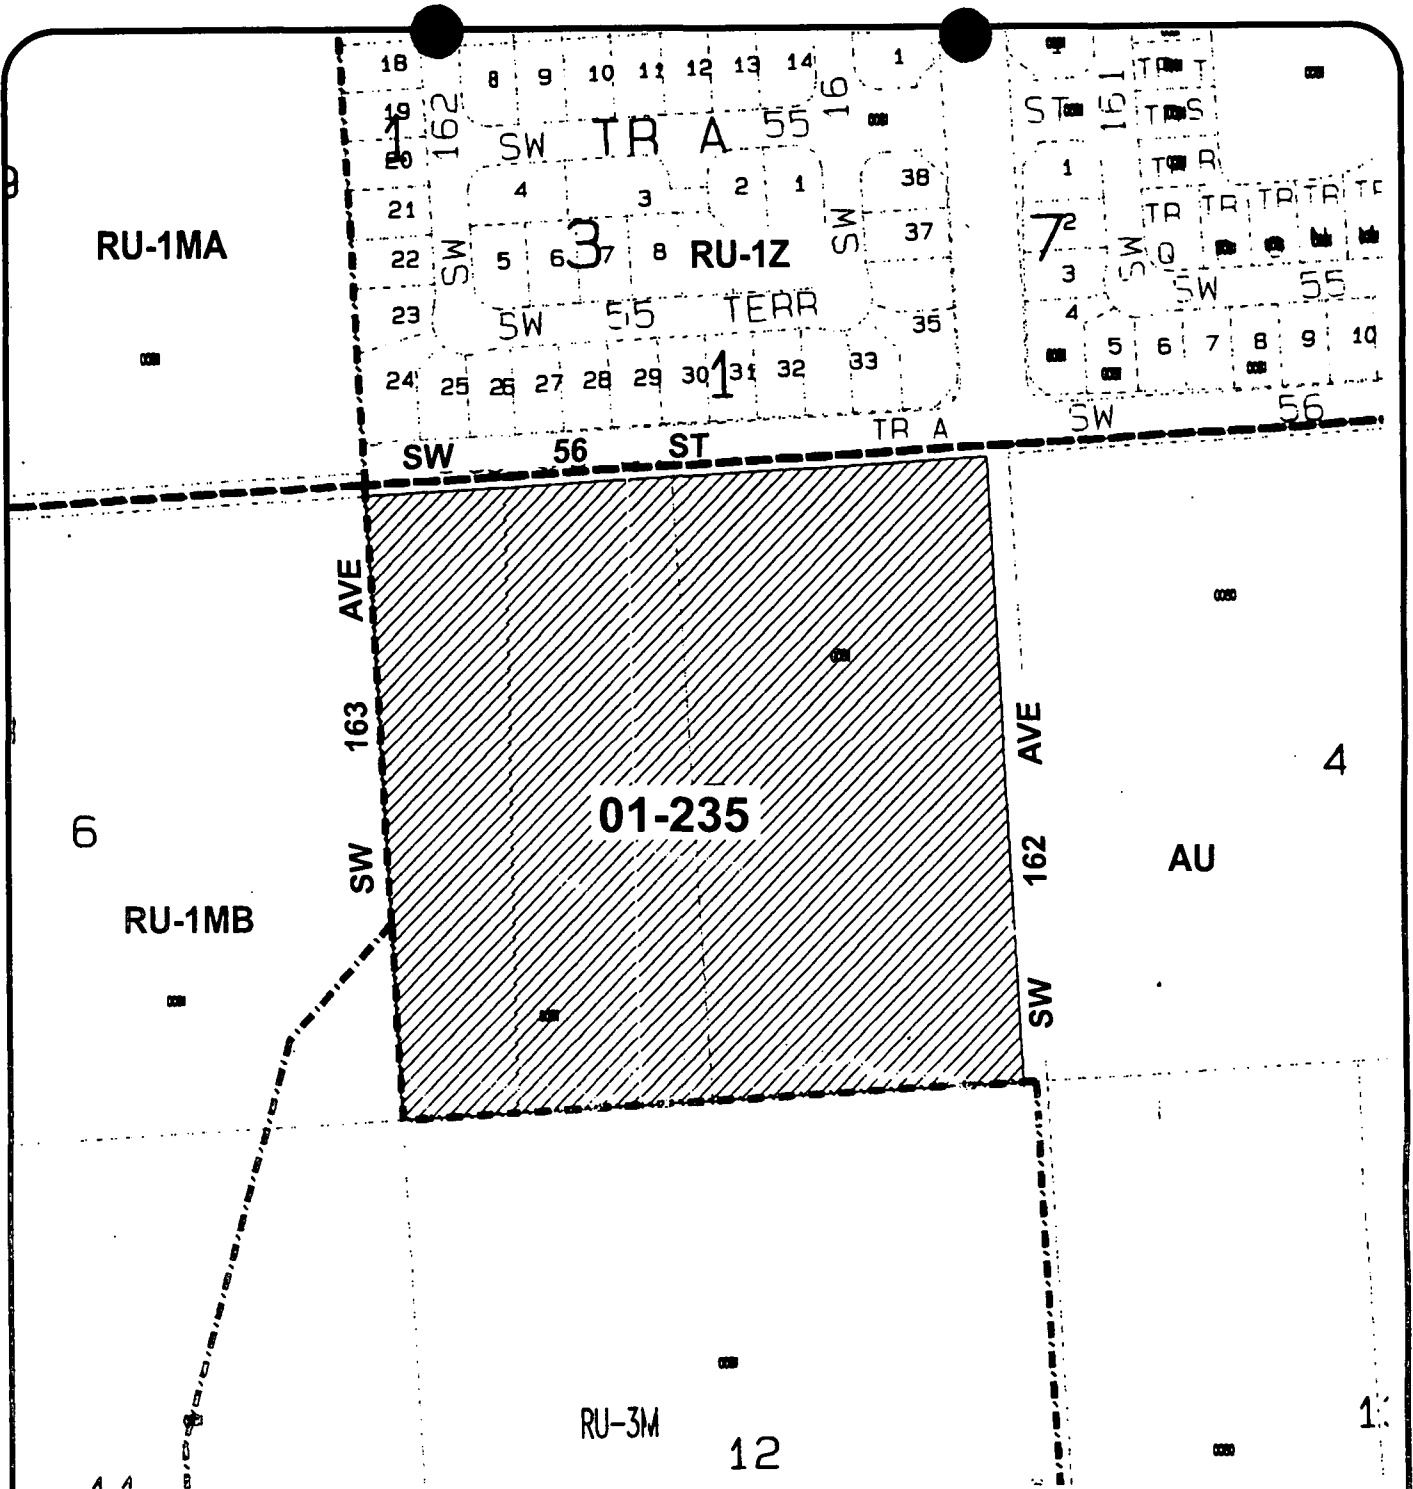 18 8 9 10 11 12 13 14 1
19 162 SW TR A 55 16 ST 161
1
20 4 3 2 1 38 1 TR R
21 SW 3 SW 37 7 2 TR TR TR TR
RU-1MA 22 5 6 7 8 RU-1Z 3 SW Q
23 SW 55 TERR 35 4 SW 55
24 25 26 27 28 29 30 1 31 32 33 5 6 7 8 9 10
TR A SW 56
SW 56 ST
SW 163 AVE
SW 162 AVE
4
01-235
6
AU
RU-1MB
RU-3M
12